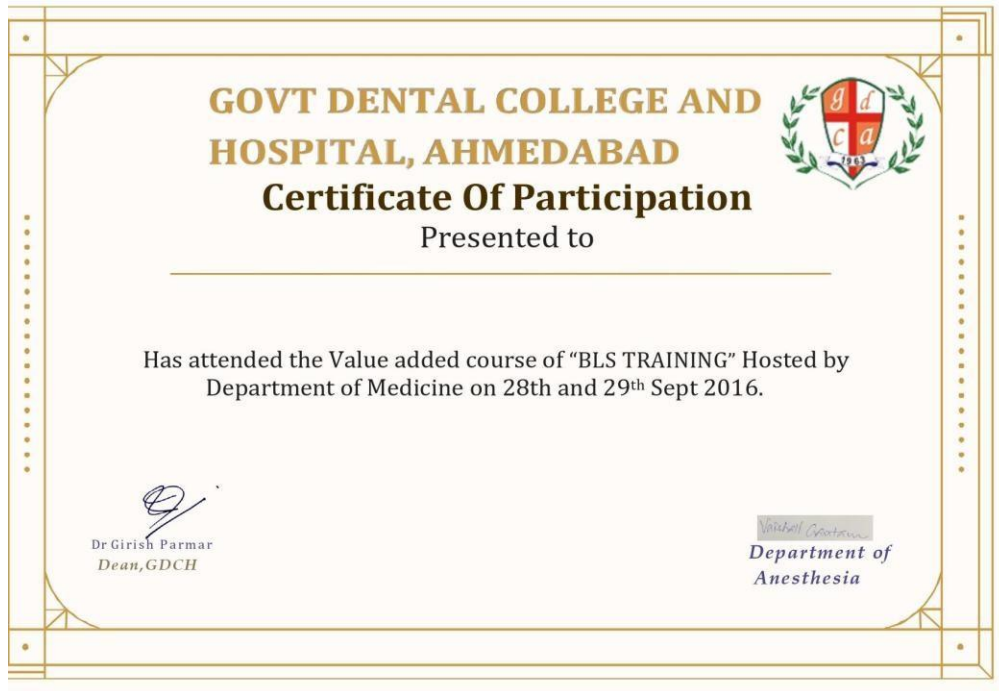 GOVT DENTAL COLLEGE AND
HOSPITAL, AHMEDABAD
g d
c a
1963
Certificate Of Participation
Presented to
Has attended the Value added course of “BLS TRAINING” Hosted by
Department of Medicine on 28th and 29th Sept 2016.
Dr Girish Parmar
Dean,GDCH
Department of
Anesthesia